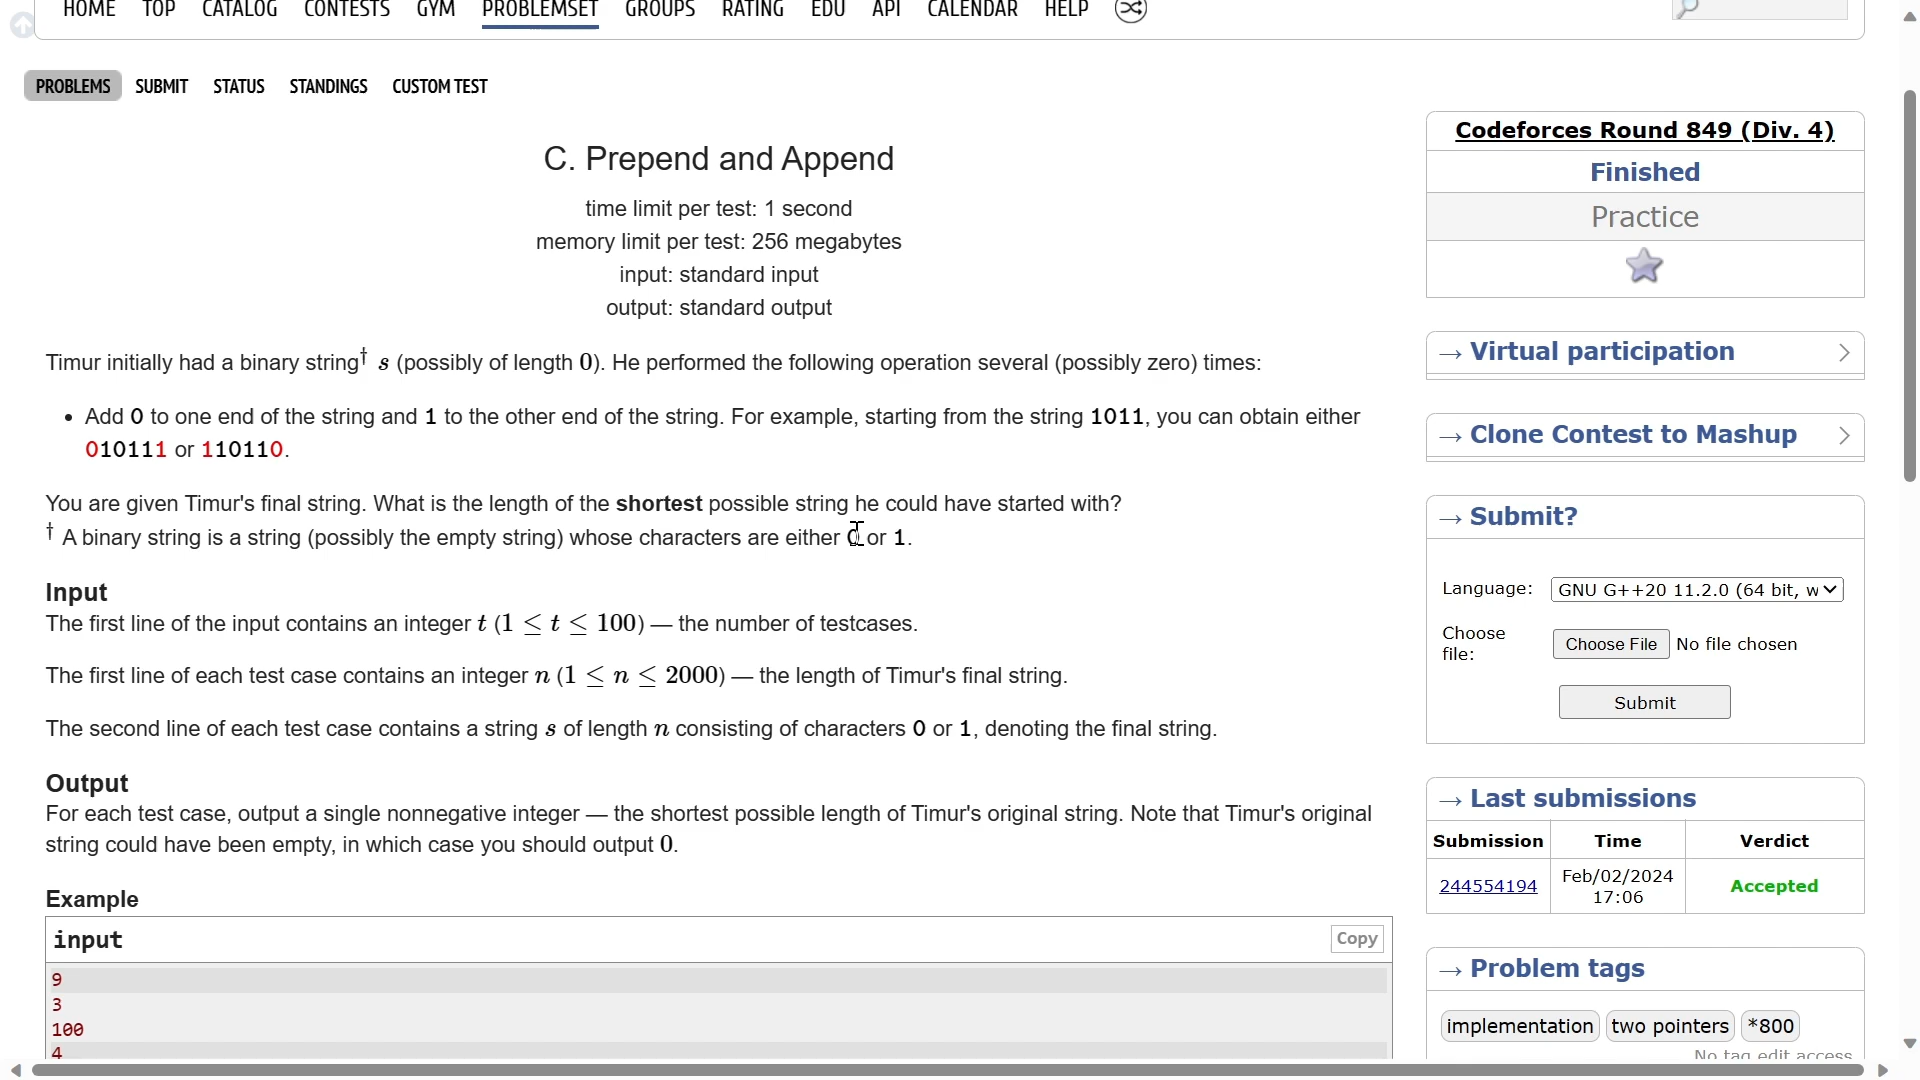 HOME TOP CATALOG CONTESTS GYM PROBLEMSET GROUPS RATING EDU API CALENDAR HELP
PROBLEMS SUBMIT STATUS STANDINGS CUSTOM TEST
C. Prepend and Append
time limit per test: 1 second
memory limit per test: 256 megabytes
input: standard input
output: standard output
Timur initially had a binary string† s (possibly of length 0). He performed the following operation several (possibly zero) times:
• Add 0 to one end of the string and 1 to the other end of the string. For example, starting from the string 1011, you can obtain either
010111 or 110110.
You are given Timur's final string. What is the length of the shortest possible string he could have started with?
† A binary string is a string (possibly the empty string) whose characters are either 0 or 1.
Input
The first line of the input contains an integer t (1 ≤ t ≤ 100) — the number of testcases.
The first line of each test case contains an integer n (1 ≤ n ≤ 2000) — the length of Timur's final string.
The second line of each test case contains a string s of length n consisting of characters 0 or 1, denoting the final string.
Output
For each test case, output a single nonnegative integer — the shortest possible length of Timur's original string. Note that Timur's original
string could have been empty, in which case you should output 0.
Example
input
Copy
9
3
100
4
Codeforces Round 849 (Div. 4)
Finished
Practice
→ Virtual participation
→ Clone Contest to Mashup
→ Submit?
Language: GNU G++20 11.2.0 (64 bit, w
Choose
file: Choose File No file chosen
Submit
→ Last submissions
Submission Time Verdict
244554194 Feb/02/2024
17:06 Accepted
→ Problem tags
implementation two pointers *800
No tag edit access